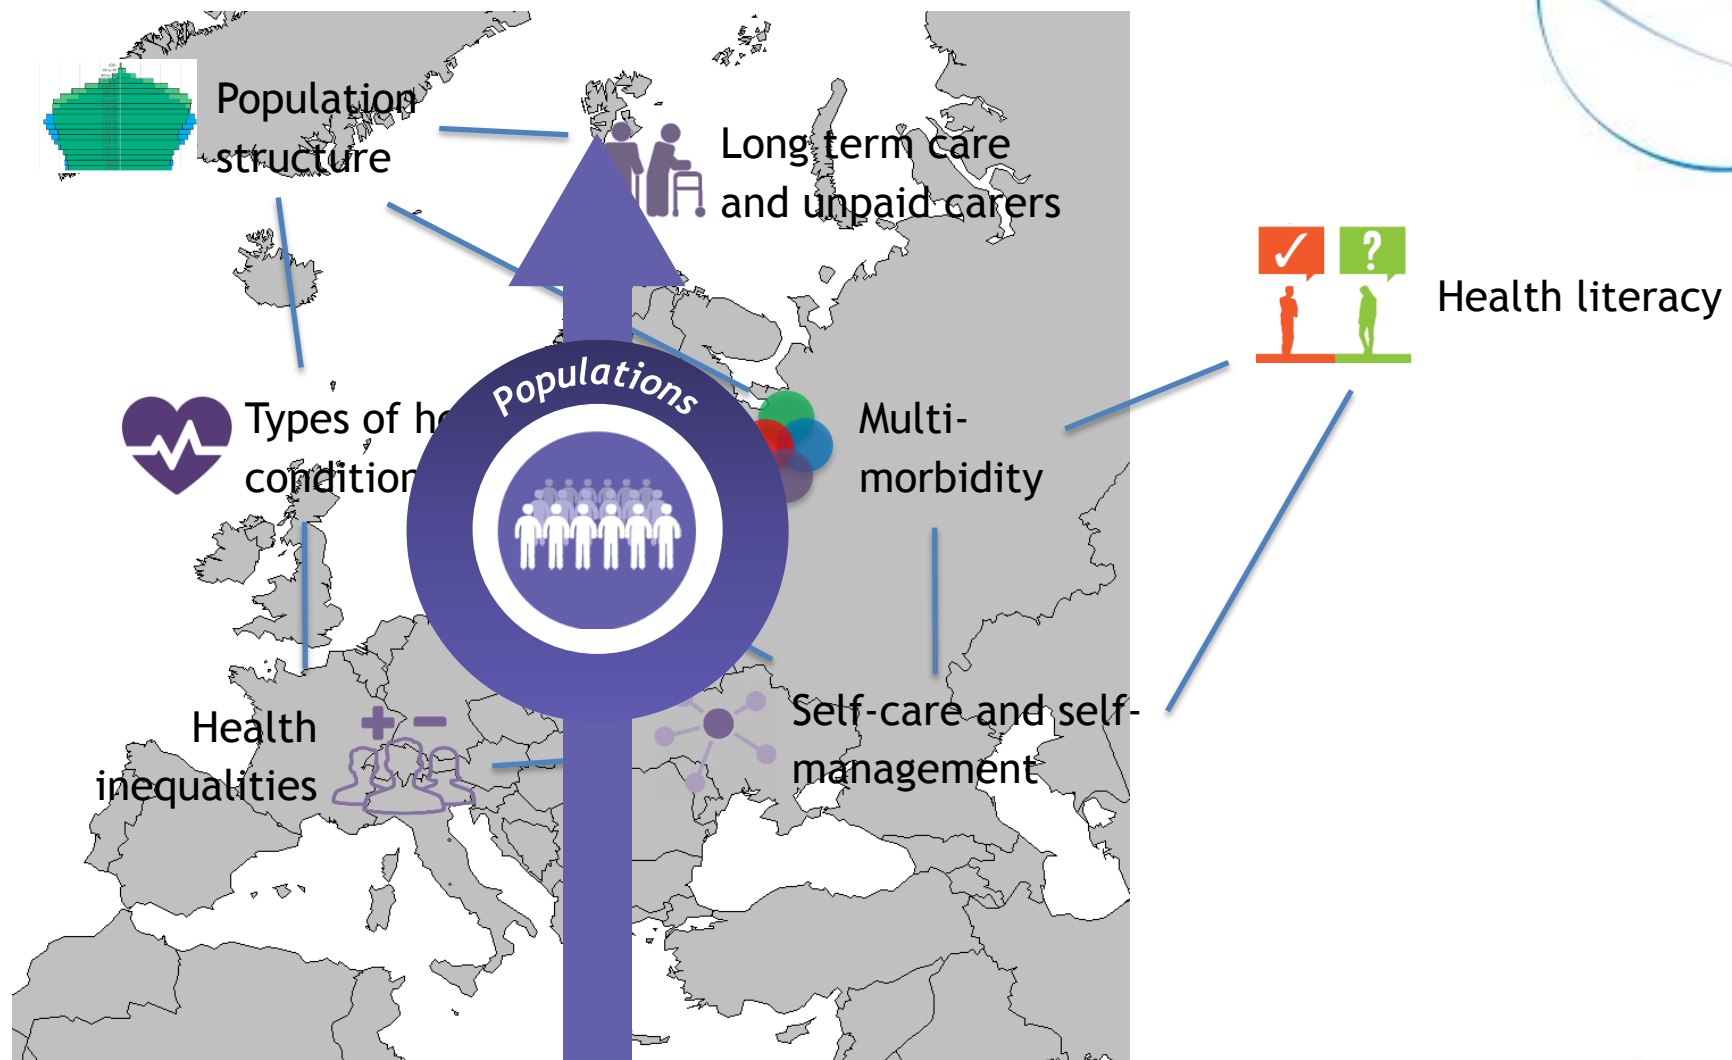 Population
structure
Long term care
and unpaid carers
Health literacy
Populations
Types of he
condition
Multi-
morbidity
Health
inequalities
Self-care and self-
management